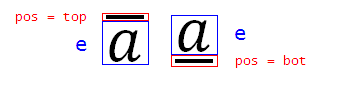 pos = top
e a a e
pos = bot